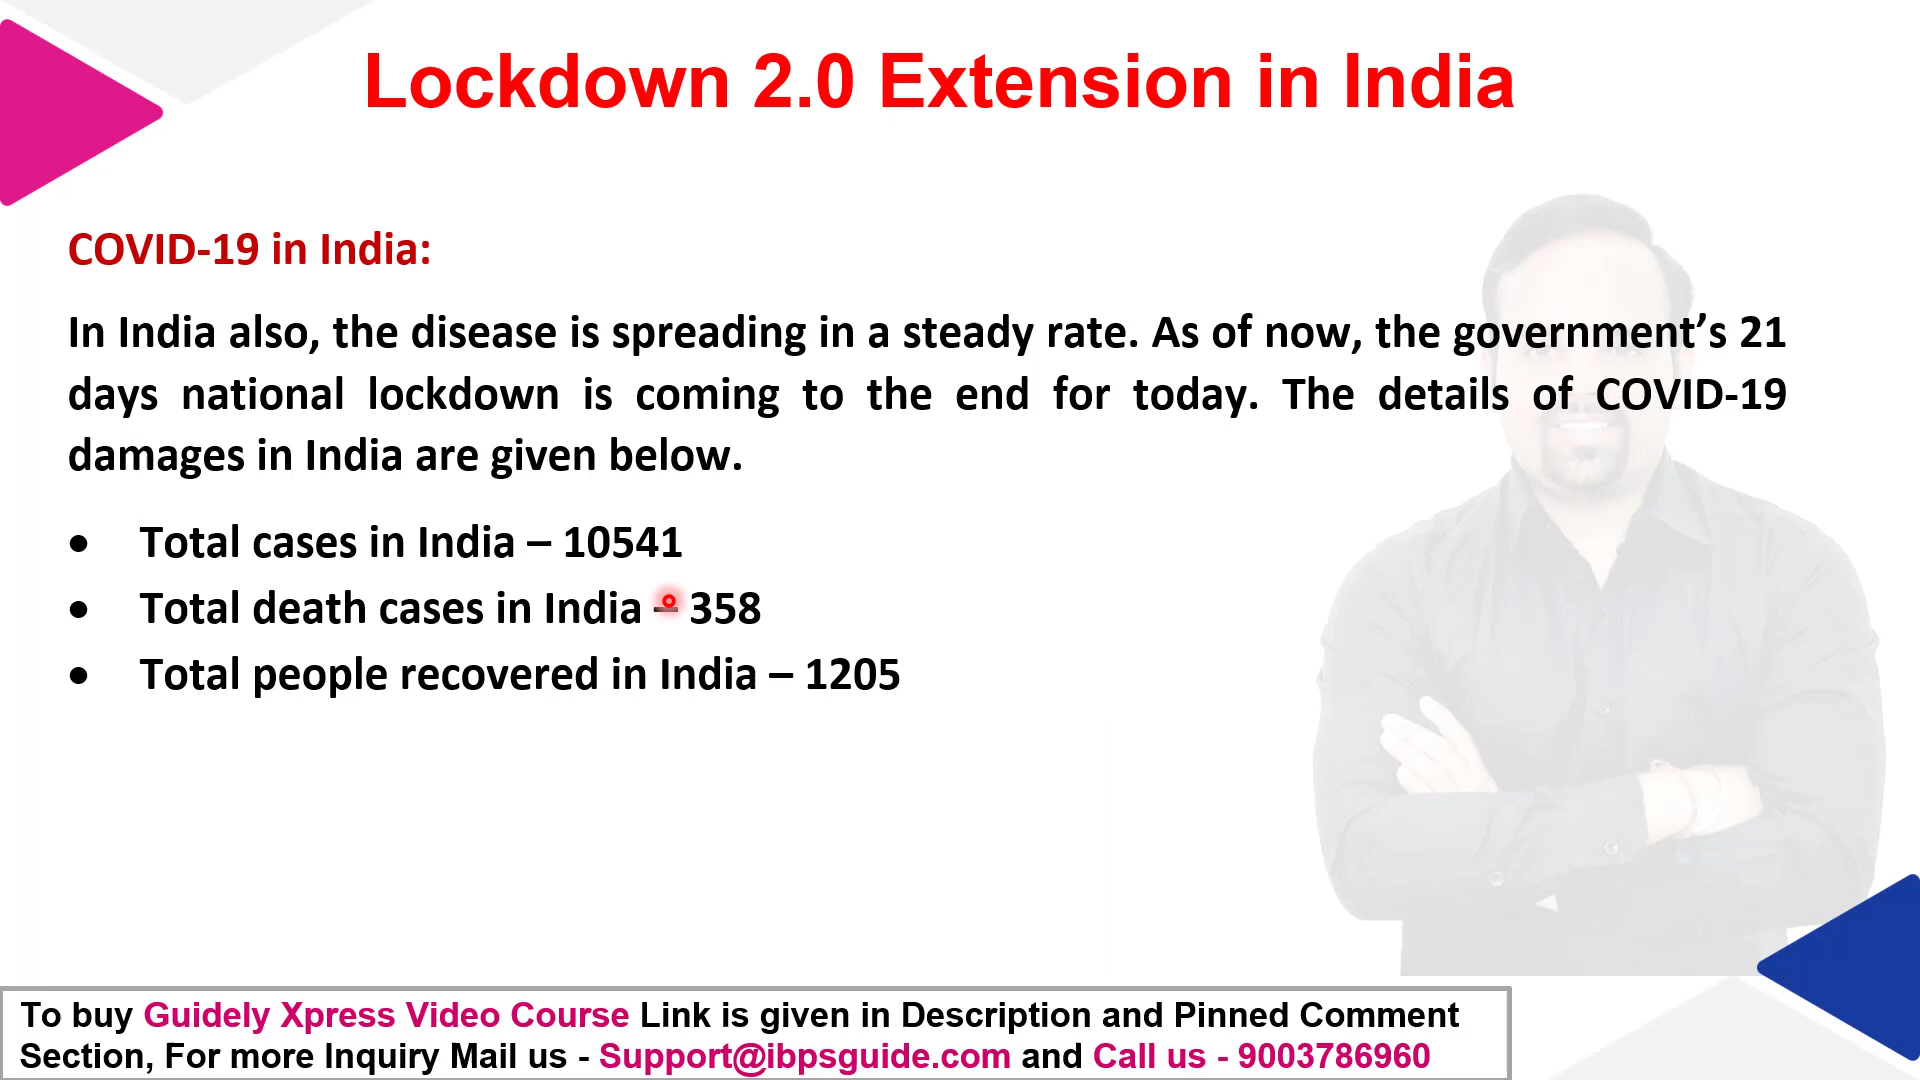 Lockdown 2.0 Extension in India
COVID-19 in India:
In India also, the disease is spreading in a steady rate. As of now, the government’s 21
days national lockdown is coming to the end for today. The details of COVID-19
damages in India are given below.
• Total cases in India – 10541
• Total death cases in India – 358
• Total people recovered in India – 1205
To buy Guidely Xpress Video Course Link is given in Description and Pinned Comment
Section, For more Inquiry Mail us - Support@ibpsguide.com and Call us - 9003786960